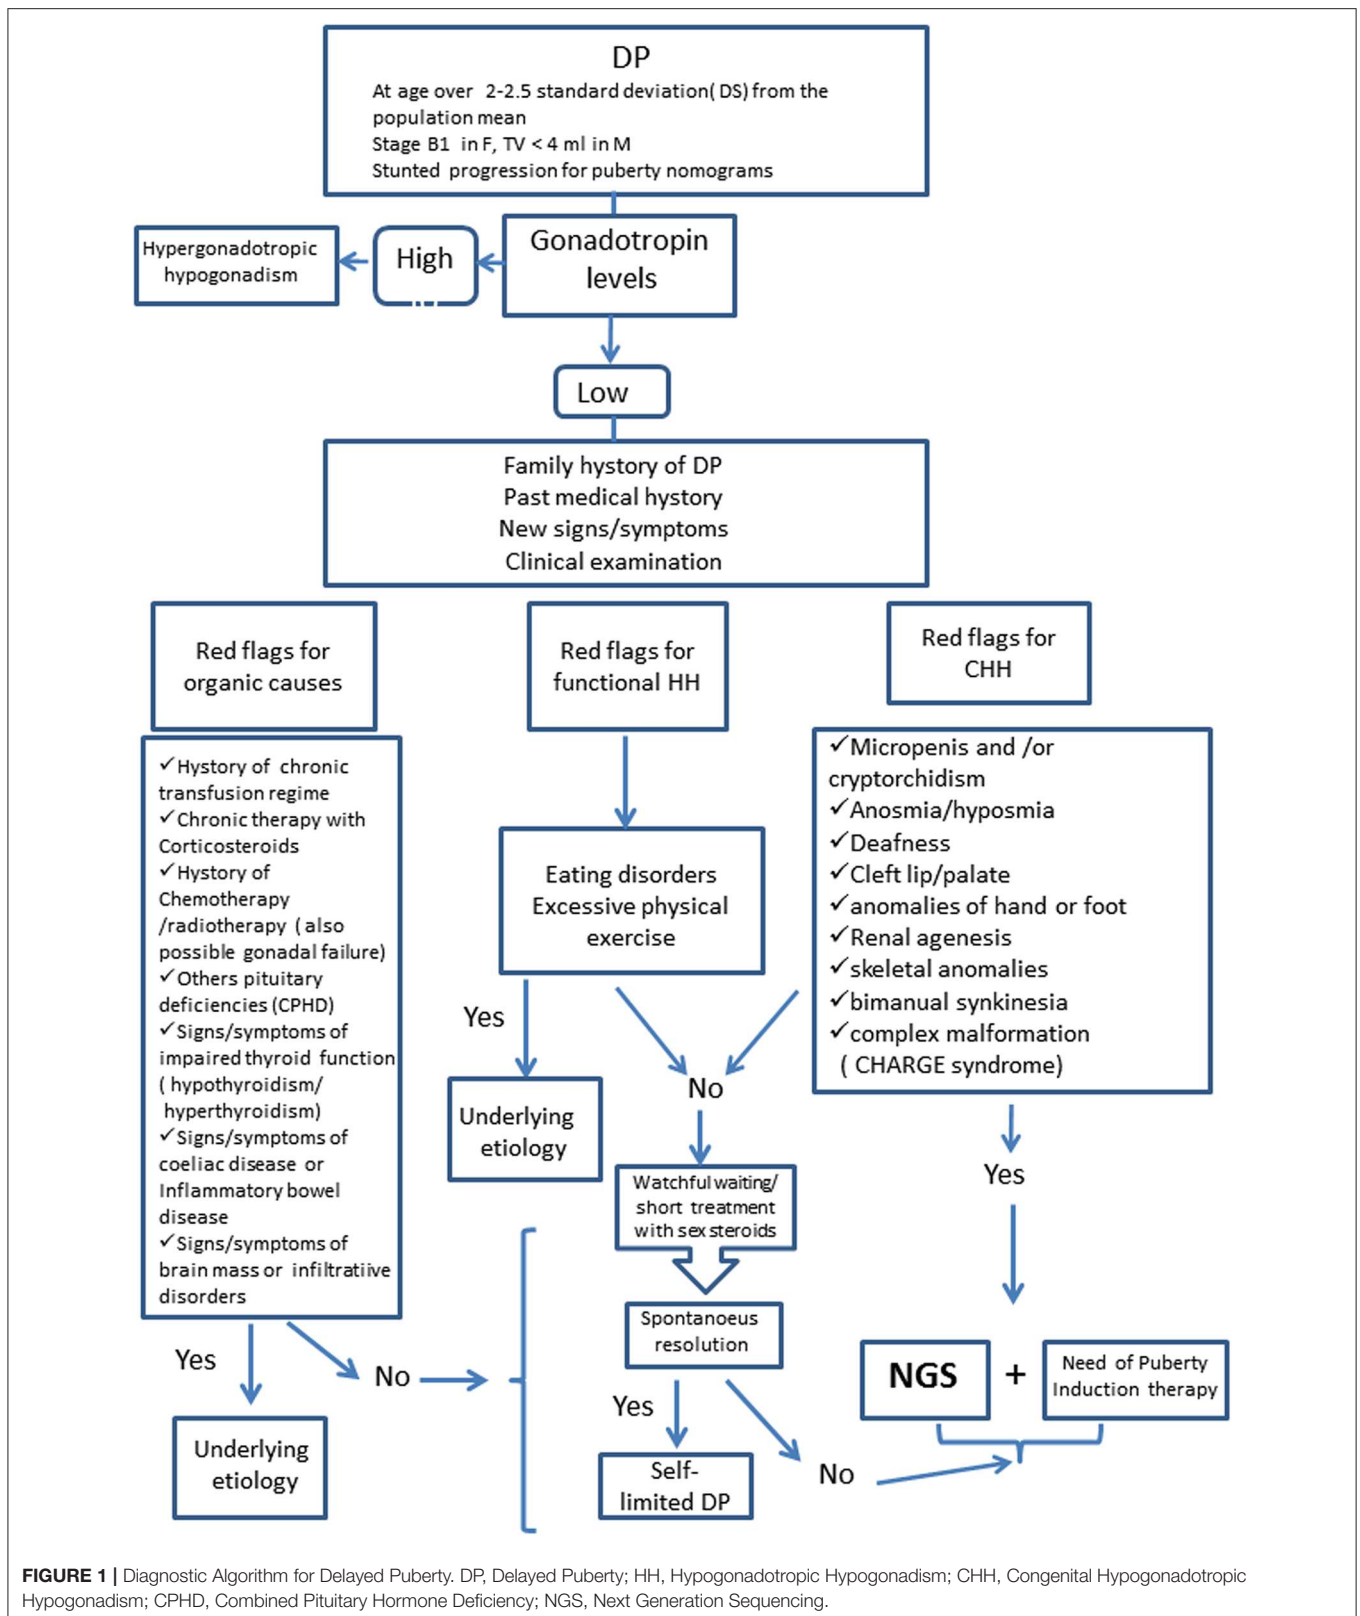 DP
At age over 2-2.5 standard deviation( DS) from the
population mean
Stage B1 in F, TV < 4 ml in M
Stunted progression for puberty nomograms
Gonadotropin
levels
High
Hypergonadotropic
hypogonadism
Low
Family hystory of DP
Past medical hystory
New signs/symptoms
Clinical examination
Red flags for
organic causes
Red flags for
functional HH
Red flags for
CHH
✓Hystory of chronic
transfusion regime
✓Chronic therapy with
Corticosteroids
✓Hystory of
Chemotherapy
/radiotherapy ( also
possible gonadal failure)
✓Others pituitary
deficiencies (CPHD)
✓Signs/symptoms of
impaired thyroid function
( hypothyroidism/
hyperthyroidism)
✓Signs/symptoms of
coeliac disease or
Inflammatory bowel
disease
✓Signs/symptoms of
brain mass or infiltratiive
disorders
Yes
No
Underlying
etiology
Eating disorders
Excessive physical
exercise
Yes
Underlying
etiology
No
✓Micropenis and /or
cryptorchidism
✓Anosmia/hyposmia
✓Deafness
✓Cleft lip/palate
✓anomalies of hand or foot
✓Renal agenesis
✓skeletal anomalies
✓bimanual synkinesia
✓complex malformation
( CHARGE syndrome)
Yes
Watchful waiting/
short treatment
with sex steroids
Spontanoeus
resolution
Yes
Self-
limited DP
No
NGS
+
Need of Puberty
Induction therapy
FIGURE 1 | Diagnostic Algorithm for Delayed Puberty. DP, Delayed Puberty; HH, Hypogonadotropic Hypogonadism; CHH, Congenital Hypogonadotropic
Hypogonadism; CPHD, Combined Pituitary Hormone Deficiency; NGS, Next Generation Sequencing.